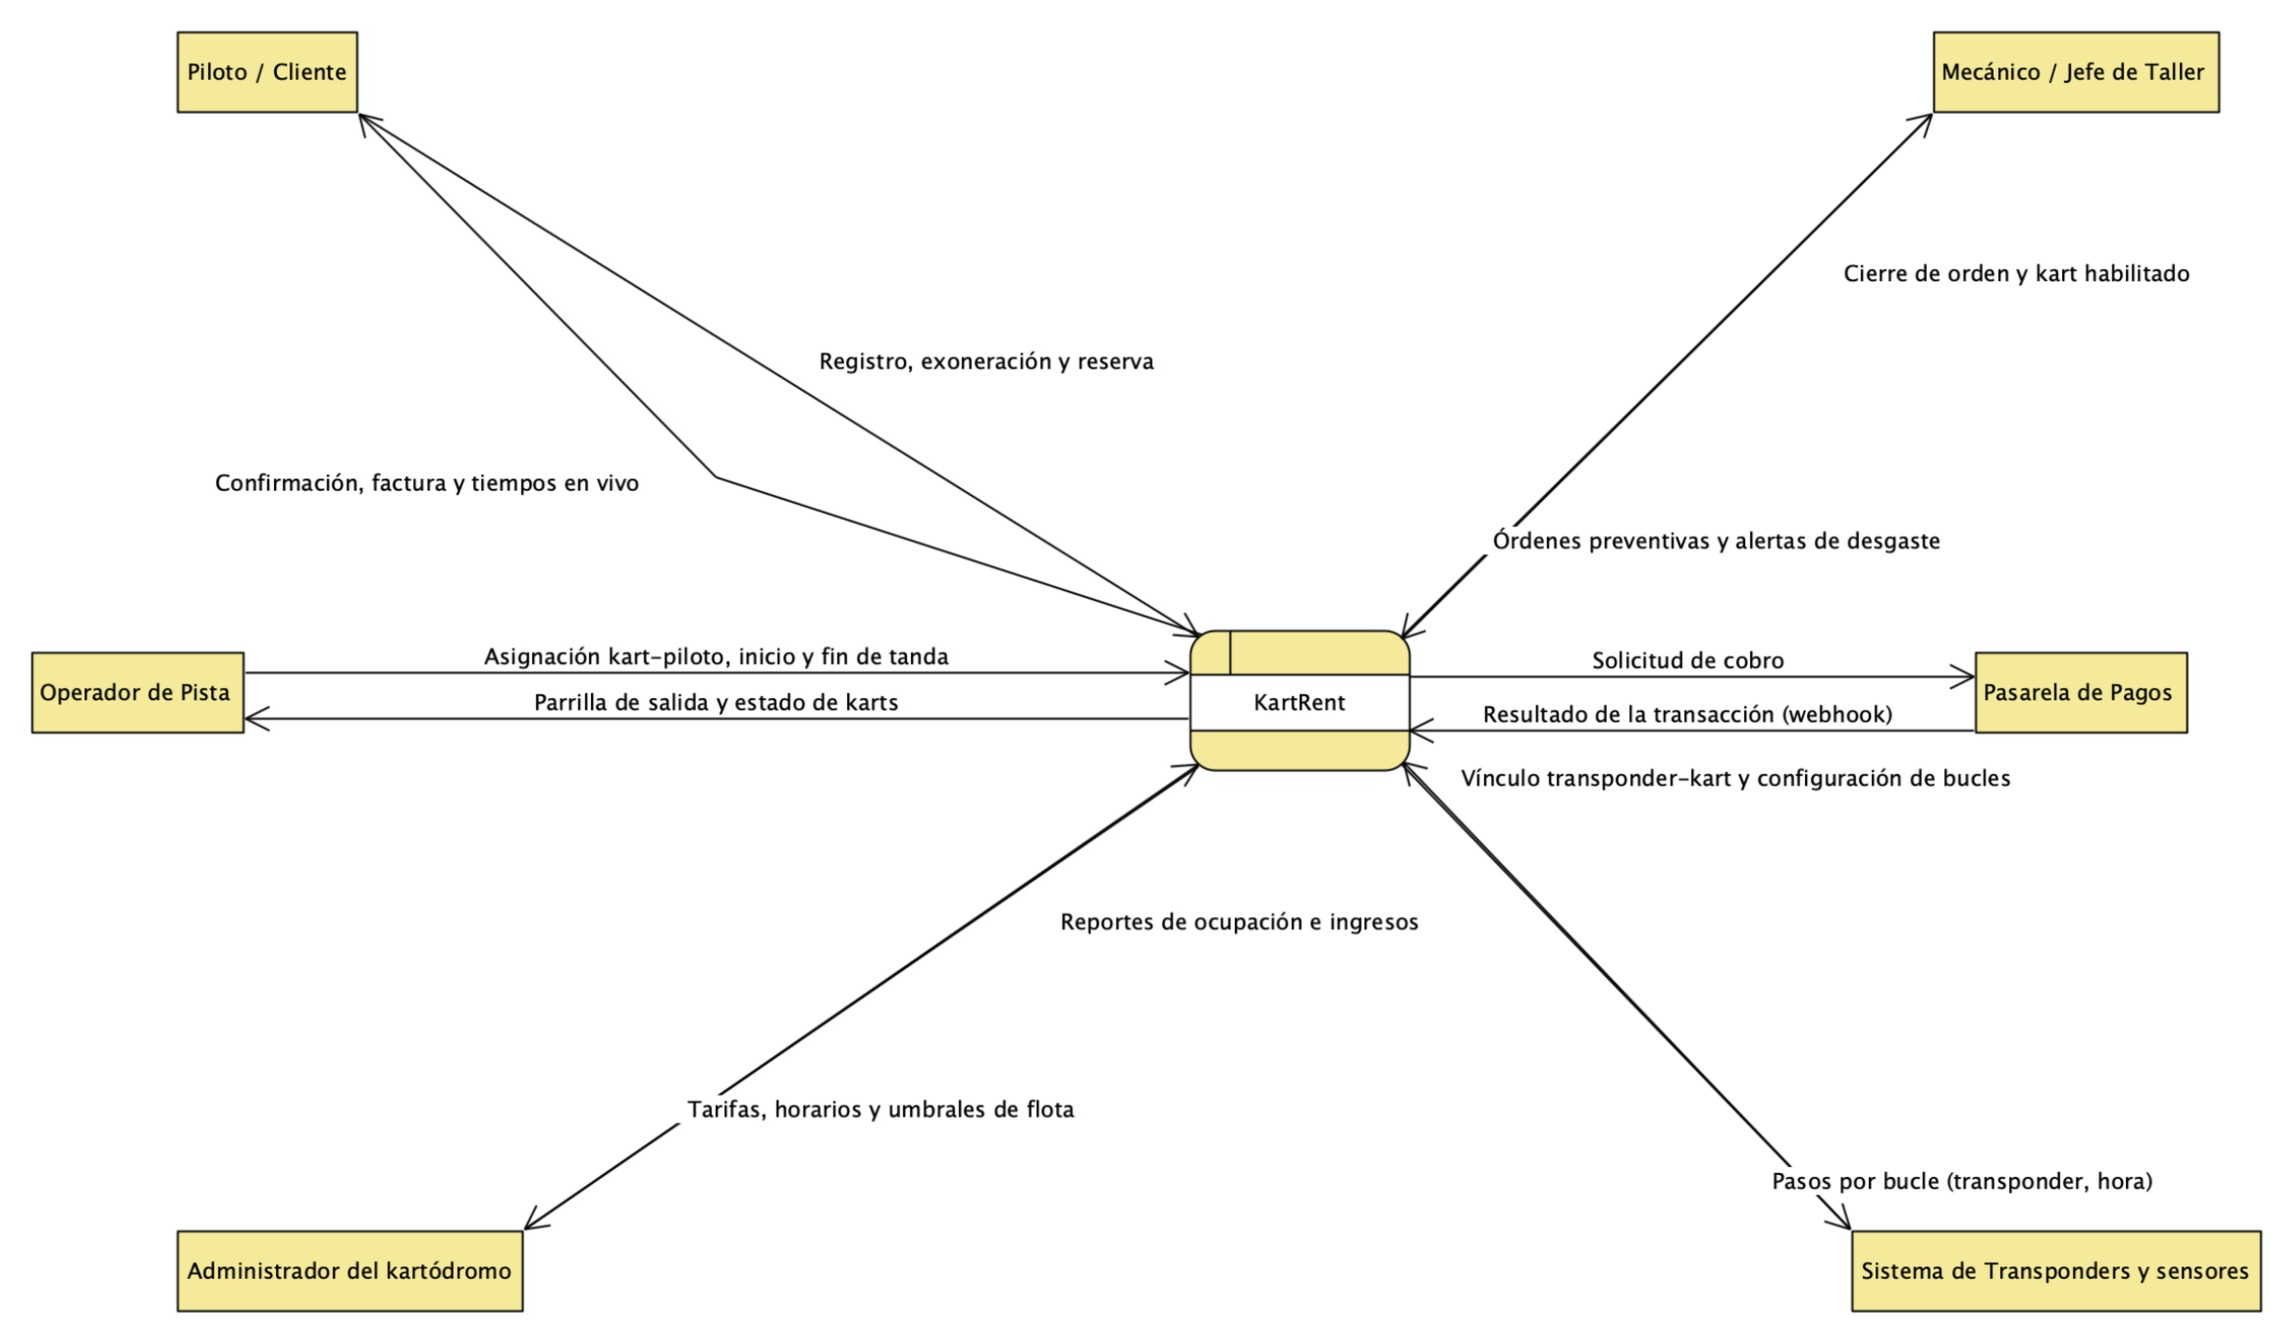 Piloto / Cliente
Mecánico / Jefe de Taller
Cierre de orden y kart habilitado
Registro, exoneración y reserva
Confirmación, factura y tiempos en vivo
Órdenes preventivas y alertas de desgaste
Asignación kart-piloto, inicio y fin de tanda
Solicitud de cobro
Operador de Pista
Parrilla de salida y estado de karts
KartRent
Pasarela de Pagos
Resultado de la transacción (webhook)
Vínculo transponder-kart y configuración de bucles
Reportes de ocupación e ingresos
Tarifas, horarios y umbrales de flota
Pasos por bucle (transponder, hora)
Administrador del kartódromo
Sistema de Transponders y sensores